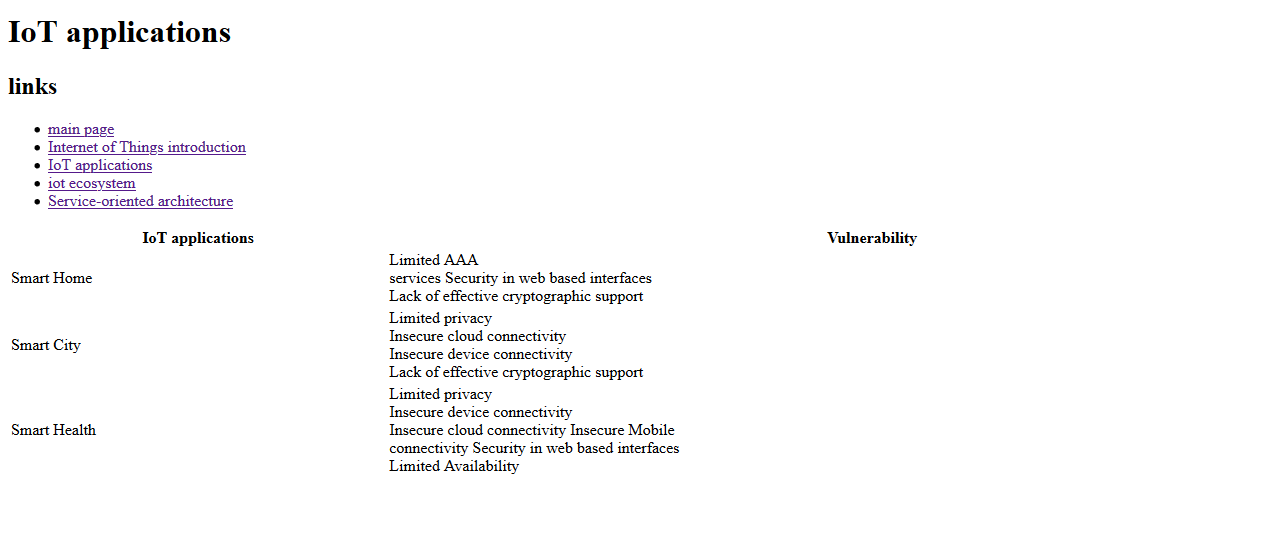 IoT applications
links
main page
Internet of Things introduction
IoT applications
iot ecosystem
Service-oriented architecture
IoT applications Vulnerability
Smart Home
Limited AAA
services Security in web based interfaces
Lack of effective cryptographic support
Smart City
Limited privacy
Insecure cloud connectivity
Insecure device connectivity
Lack of effective cryptographic support
Smart Health
Limited privacy
Insecure device connectivity
Insecure cloud connectivity Insecure Mobile
connectivity Security in web based interfaces
Limited Availability